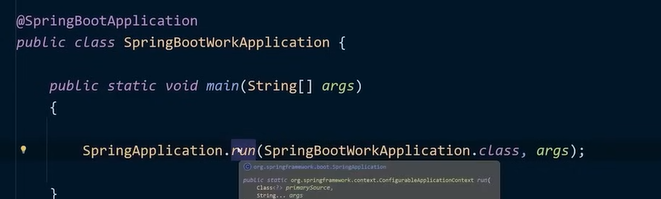 @SpringBootApplication
public class SpringBootWorkApplication {
public static void main(String[] args)
{
SpringApplication.run(SpringBootWorkApplication.class, args);
org.springframework.boot.SpringApplication
public static org.springframework.context.ConfigurableApplicationContext run(
Class<?> primarySource,
String... args
}